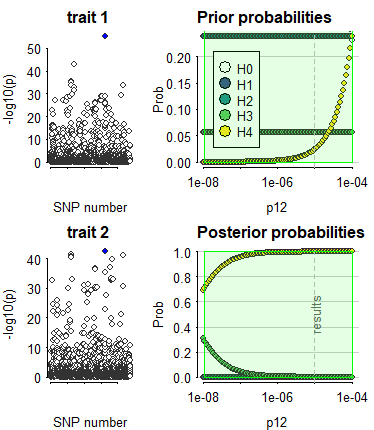 trait 1
-log10(p)
50
40
30
20
10
0
SNP number
Prior probabilities
Prob
0.20
0.15
0.10
0.05
0.00
H0
H1
H2
H3
H4
1e-08
1e-06
1e-04
p12
trait 2
-log10(p)
40
30
20
10
0
SNP number
Posterior probabilities
Prob
1.0
0.8
0.6
0.4
0.2
0.0
results
1e-08
1e-06
1e-04
p12